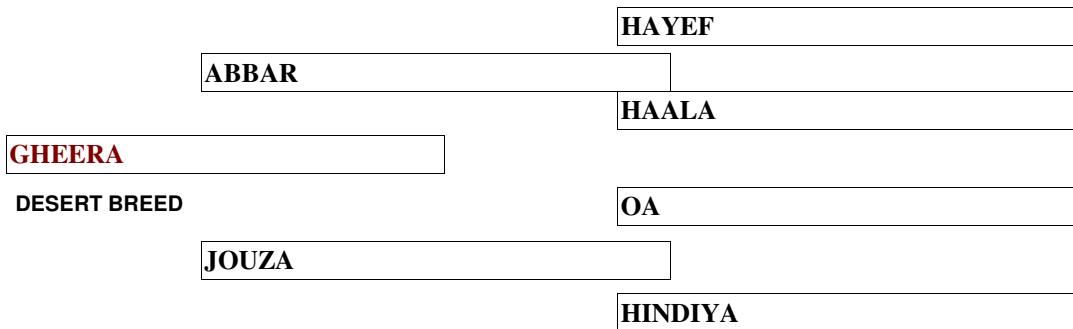 HAYEF
ABBAR
HAALA
GHEERA
DESERT BREED
OA
JOUZA
HINDIYA